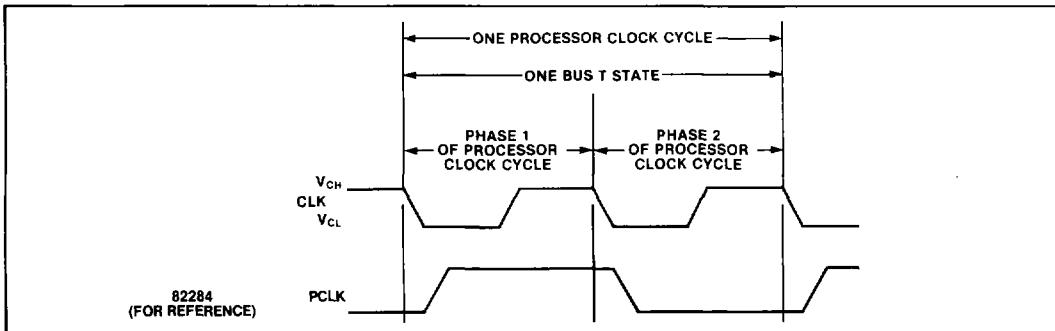 ONE PROCESSOR CLOCK CYCLE
ONE BUS T STATE
PHASE 1
OF PROCESSOR
CLOCK CYCLE
PHASE 2
OF PROCESSOR
CLOCK CYCLE
VCH
CLK
VCL
82284
(FOR REFERENCE)
PCLK